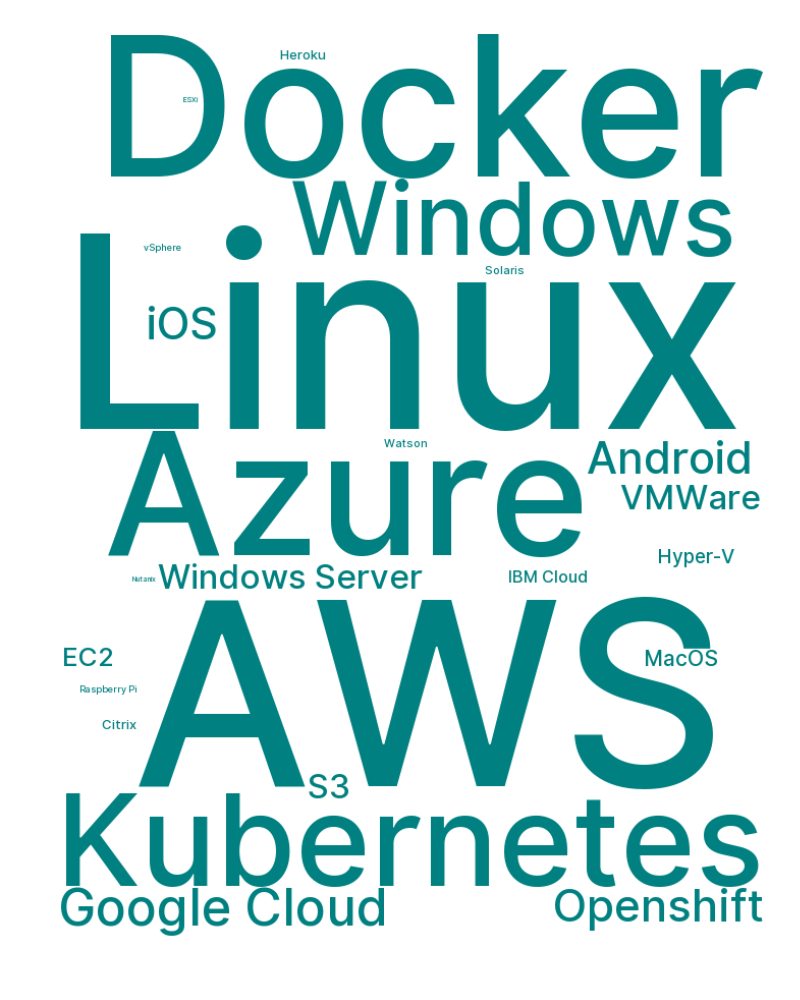 Docker
Heroku
ESXi
Windows
Linux
vSphere
Solaris
iOS
Azure
Watson
Android
VMWare
Hyper-V
Nutanix
Windows Server
IBM Cloud
AWS
EC2
MacOS
Raspberry Pi
Citrix
S3
Kubernetes
Google Cloud
Openshift